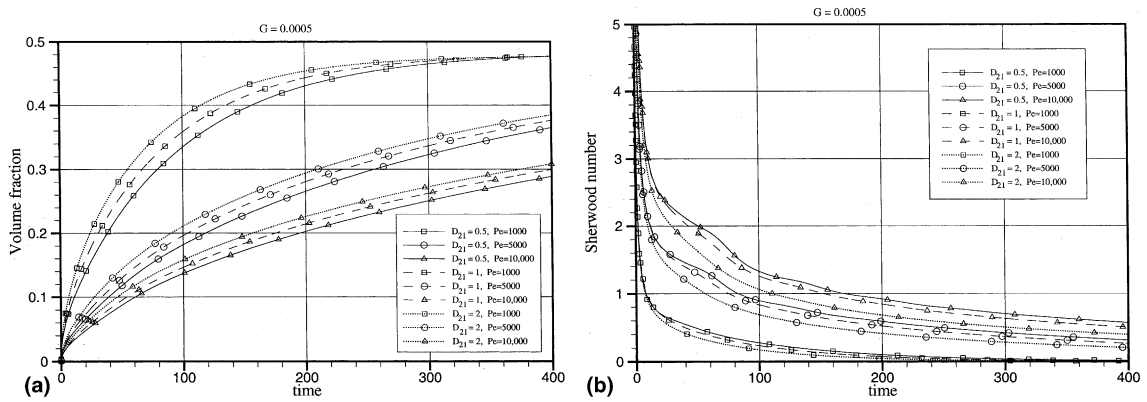 G = 0.0005
0.5
0.4
0.3
0.2
0.1
0
Volume fraction
0 100 200 300 400
time
D21 = 0.5, Pe=1000
D21 = 0.5, Pe=5000
D21 = 0.5, Pe=10,000
D21 = 1, Pe=1000
D21 = 1, Pe=5000
D21 = 1, Pe=10,000
D21 = 2, Pe=1000
D21 = 2, Pe=5000
D21 = 2, Pe=10,000
(a)
G = 0.0005
5
4
3
2
1
0
Sherwood number
0 100 200 300 400
time
D21 = 0.5, Pe=1000
D21 = 0.5, Pe=5000
D21 = 0.5, Pe=10,000
D21 = 1, Pe=1000
D21 = 1, Pe=5000
D21 = 1, Pe=10,000
D21 = 2, Pe=1000
D21 = 2, Pe=5000
D21 = 2, Pe=10,000
(b)